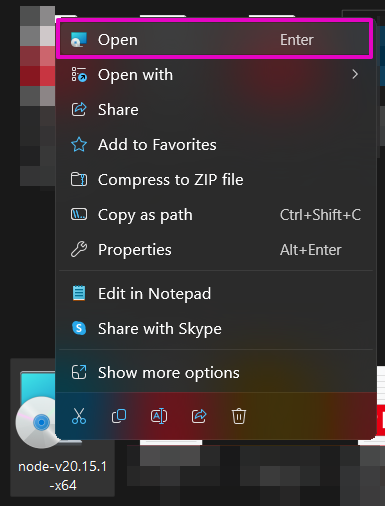 Open Enter
Open with
Share
Add to Favorites
Compress to ZIP file
Copy as path Ctrl+Shift+C
Properties Alt+Enter
Edit in Notepad
Share with Skype
Show more options
node-v20.15.1
-x64